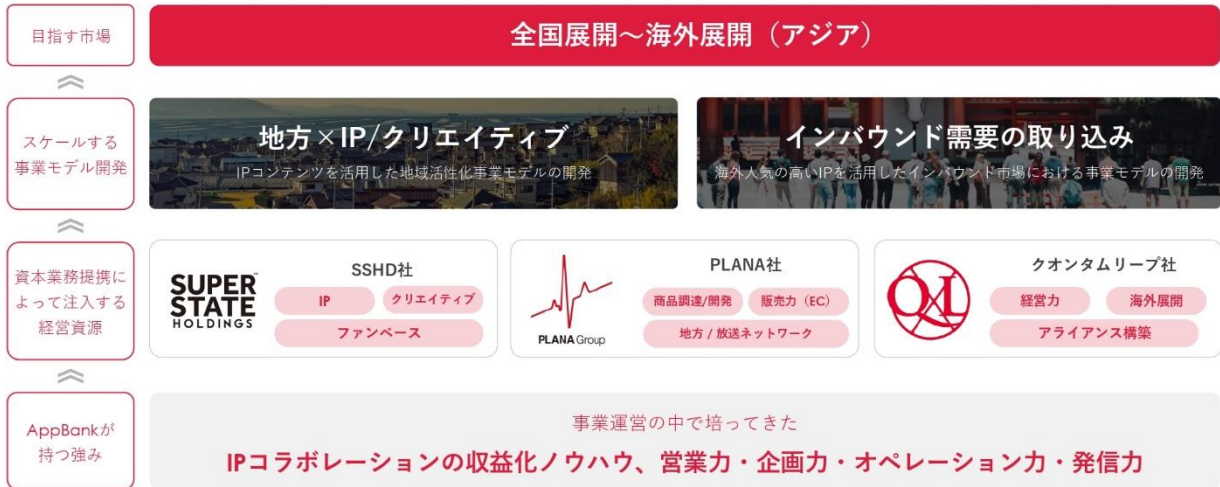 目指す市場
全国展開～海外展開（アジア）
スケールする
事業モデル開発
地方×IP/クリエイティブ
IPコンテンツを活用した地域活性化事業モデルの開発
インバウンド需要の取り込み
海外人気の高いIPを活用したインバウンド市場における事業モデルの開発
資本業務提携に
よって注入する
経営資源
SUPER
STATE
HOLDINGS
TM
SSHD社
IP
クリエイティブ
ファンベース
PLANA Group
PLANA社
商品調達/開発
販売力（EC）
地方 / 放送ネットワーク
QXL
クオンタムリープ社
経営力
海外展開
アライアンス構築
AppBankが
持つ強み
事業運営の中で培ってきた
IPコラボレーションの収益化ノウハウ、営業力・企画力・オペレーション力・発信力